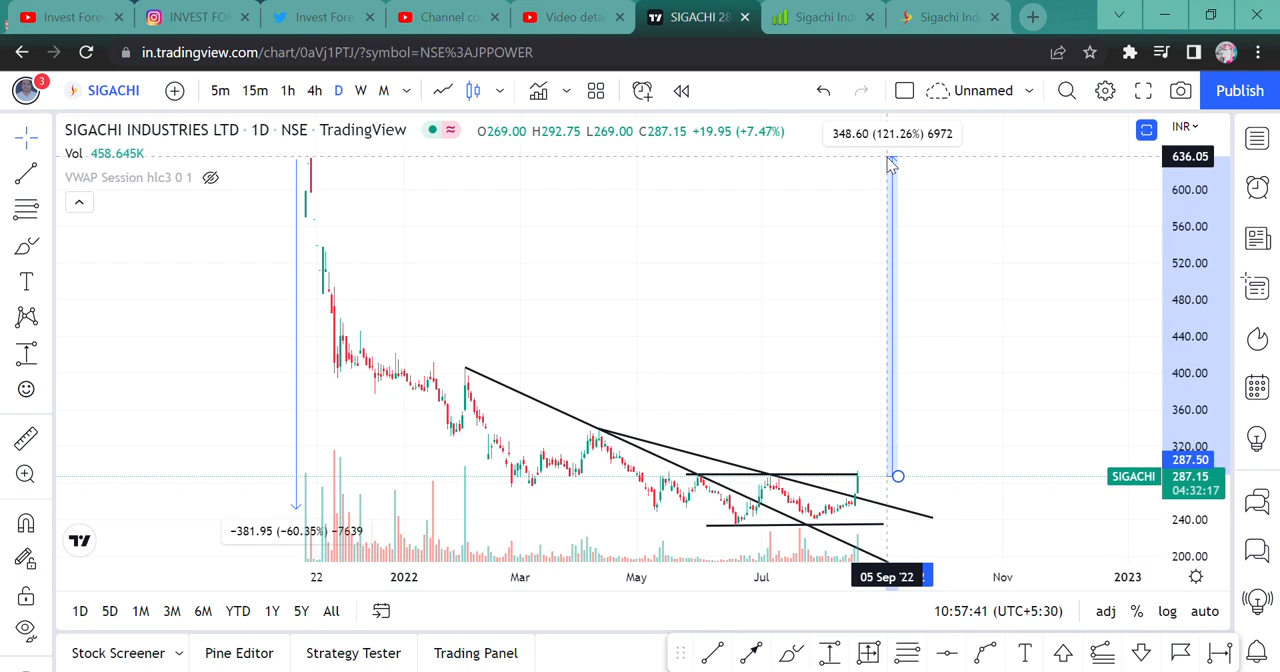 Invest Fore
INVEST FO
Invest Fore
Channel co
Video deta
SIGACHI 28
Sigachi Ind
Sigachi Ind
in.tradingview.com/chart/0aVj1PTJ/?symbol=NSE%3AJPPOWER
3
SIGACHI
5m 15m 1h 4h D W M
Unnamed
Publish
SIGACHI INDUSTRIES LTD · 1D · NSE · TradingView
O269.00 H292.75 L269.00 C287.15 +19.95 (+7.47%)
348.60 (121.26%) 6972
INR
Vol 458.645K
VWAP Session hlc3 0 1
636.05
600.00
560.00
520.00
480.00
440.00
400.00
360.00
320.00
287.50
SIGACHI 287.15
04:32:17
240.00
200.00
−381.95 (−60.35%) −7639
22 2022 Mar May Jul 05 Sep '22 Nov 2023
1D 5D 1M 3M 6M YTD 1Y 5Y All
10:57:41 (UTC+5:30) adj % log auto
Stock Screener Pine Editor Strategy Tester Trading Panel